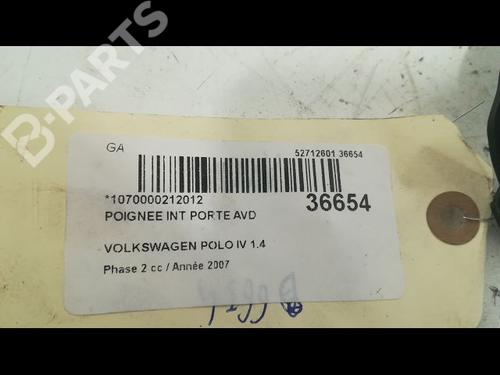 B-PARTS
GA
52712601 36654
*1070000212012
36654
POIGNEE INT PORTE AVD
VOLKSWAGEN POLO IV 1.4
Phase 2 cc / Année 2007